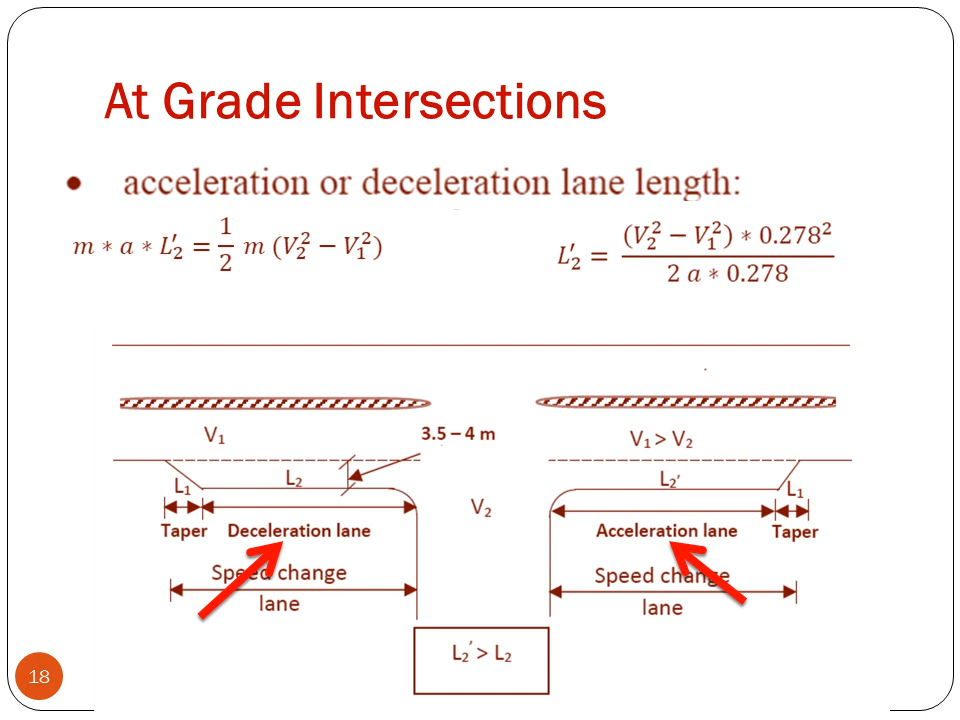 At Grade Intersections
• acceleration or deceleration lane length:
m ∗ a ∗ L′₂ = 1/2 m (V₂² − V₁²)
L′₂ = (V₂² − V₁²) ∗ 0.278² / 2 a ∗ 0.278
V₁
3.5 – 4 m
V₁ > V₂
L₁
L₂
V₂
L₂′
L₁
Taper
Deceleration lane
Acceleration lane
Taper
Speed change
lane
Speed change
lane
L₂′ > L₂
18